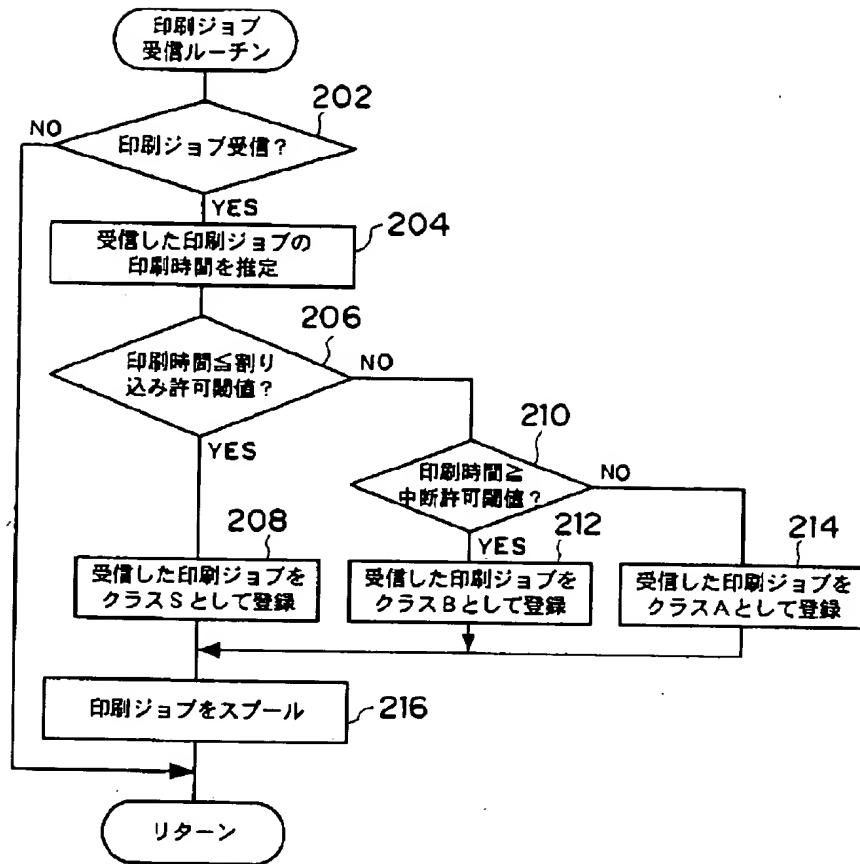 印刷ジョブ
受信ルーチン
202
NO
印刷ジョブ受信?
YES
204
受信した印刷ジョブの
印刷時間を推定
206
印刷時間≦割り
込み許可閾値?
NO
YES
210
印刷時間≧
中断許可閾値?
NO
YES
208
受信した印刷ジョブを
クラスSとして登録
212
受信した印刷ジョブを
クラスBとして登録
214
受信した印刷ジョブを
クラスAとして登録
印刷ジョブをスプール
216
リターン